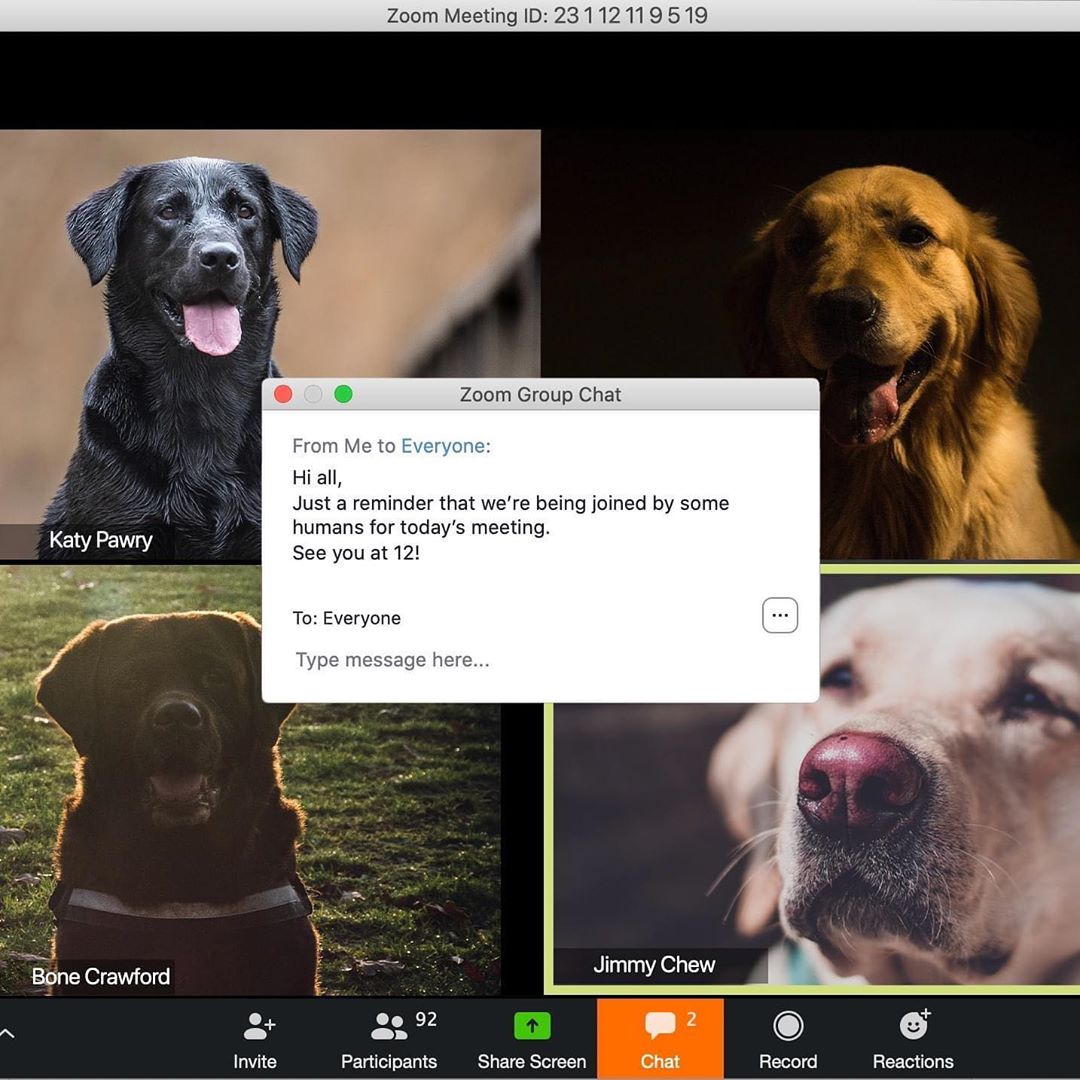 Zoom Meeting ID: 23 1 12 11 9 5 19
Zoom Group Chat
From Me to Everyone:
Hi all,
Just a reminder that we’re being joined by some
humans for today’s meeting.
See you at 12!
To: Everyone
Type message here...
Katy Pawry
Bone Crawford
Jimmy Chew
92
2
Invite
Participants
Share Screen
Chat
Record
Reactions